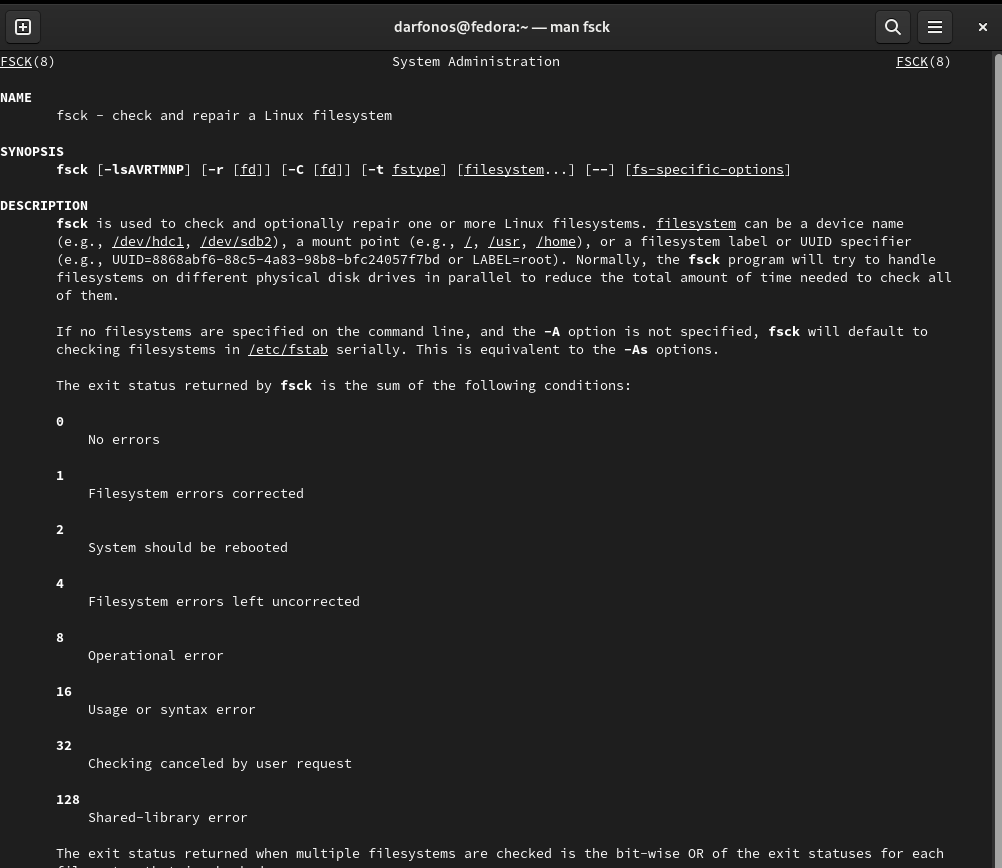 darfonos@fedora:~ — man fsck
FSCK(8) System Administration FSCK(8)
NAME
fsck - check and repair a Linux filesystem
SYNOPSIS
fsck [-lsAVRTMNP] [-r [fd]] [-C [fd]] [-t fstype] [filesystem...] [--] [fs-specific-options]
DESCRIPTION
fsck is used to check and optionally repair one or more Linux filesystems. filesystem can be a device name
(e.g., /dev/hdc1, /dev/sdb2), a mount point (e.g., /, /usr, /home), or a filesystem label or UUID specifier
(e.g., UUID=8868abf6-88c5-4a83-98b8-bfc24057f7bd or LABEL=root). Normally, the fsck program will try to handle
filesystems on different physical disk drives in parallel to reduce the total amount of time needed to check all
of them.
If no filesystems are specified on the command line, and the -A option is not specified, fsck will default to
checking filesystems in /etc/fstab serially. This is equivalent to the -As options.
The exit status returned by fsck is the sum of the following conditions:
0
No errors
1
Filesystem errors corrected
2
System should be rebooted
4
Filesystem errors left uncorrected
8
Operational error
16
Usage or syntax error
32
Checking canceled by user request
128
Shared-library error
The exit status returned when multiple filesystems are checked is the bit-wise OR of the exit statuses for each